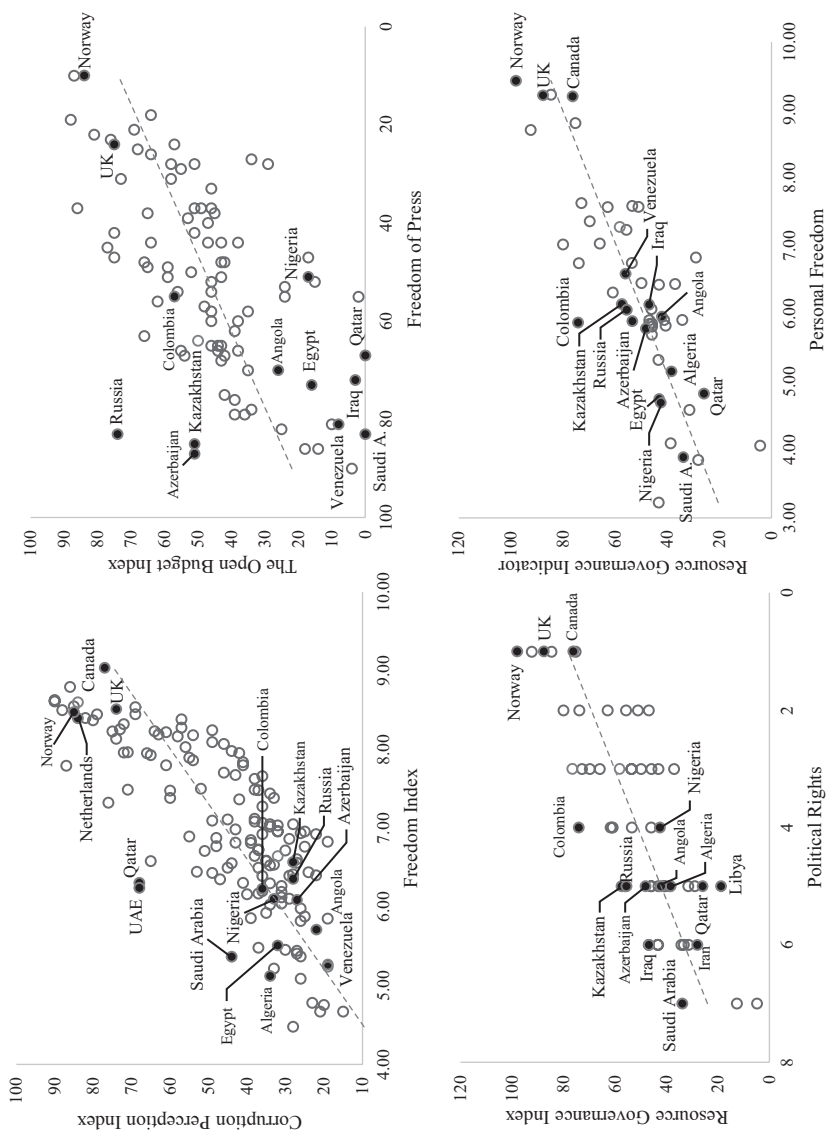 100
90
80
70
60
50
40
30
20
10
Corruption Perception Index
Norway
Netherlands
Canada
UK
Qatar
UAE
Saudi Arabia
Nigeria
Egypt
Algeria
Colombia
Kazakhstan
Russia
Azerbaijan
Angola
Venezuela
4.00
5.00
6.00
7.00
8.00
9.00
10.00
Freedom Index
100
90
80
70
60
50
40
30
20
10
0
The Open Budget Index
Norway
UK
Russia
Colombia
Kazakhstan
Azerbaijan
Nigeria
Angola
Egypt
Iraq
Qatar
Venezuela
Saudi A.
100
80
60
40
20
0
Freedom of Press
120
100
80
60
40
20
0
Resource Governance Index
Norway
UK
Canada
Colombia
Nigeria
Russia
Kazakhstan
Azerbaijan
Angola
Algeria
Iraq
Saudi Arabia
Qatar
Iran
Libya
8
6
4
2
0
Political Rights
120
100
80
60
40
20
0
Resource Governance Indicator
Norway
UK
Canada
Colombia
Kazakhstan
Russia
Azerbaijan
Egypt
Nigeria
Venezuela
Iraq
Angola
Algeria
Qatar
Saudi A.
3.00
4.00
5.00
6.00
7.00
8.00
9.00
10.00
Personal Freedom